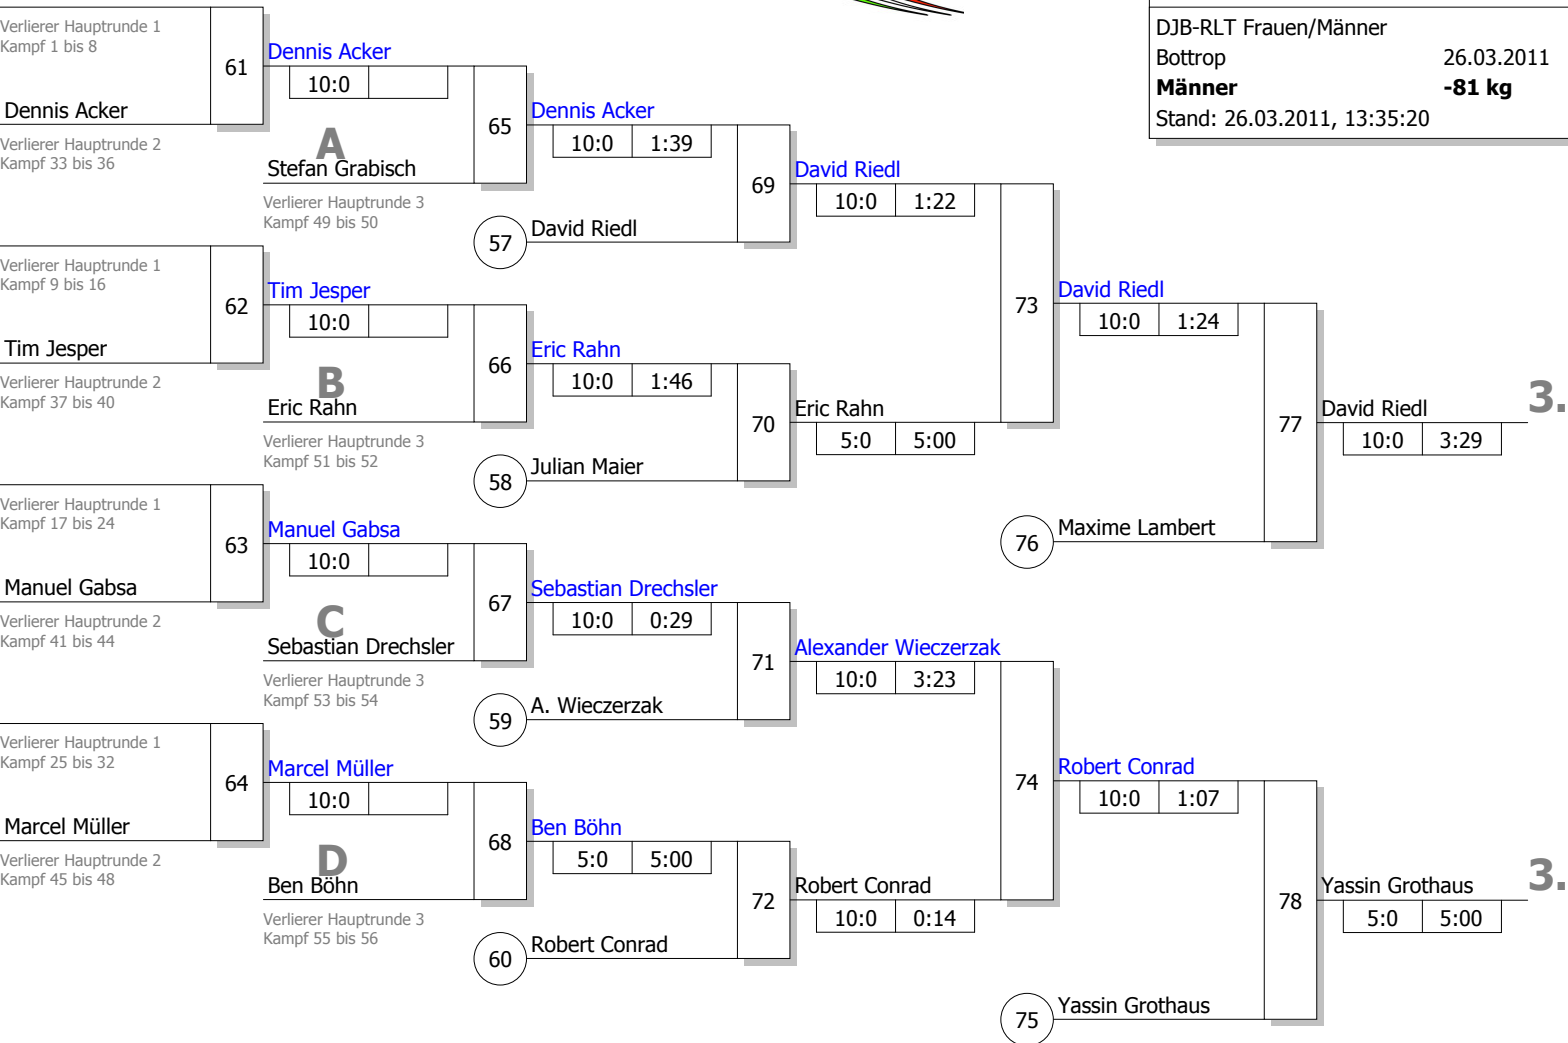 DJB-RLT Frauen/Männer
Bottrop 26.03.2011
Männer -81 kg
Stand: 26.03.2011, 13:35:20
Verlierer Hauptrunde 1
Kampf 1 bis 8
61
Dennis Acker
10:0
Dennis Acker
Verlierer Hauptrunde 2
Kampf 33 bis 36
A
Stefan Grabisch
Verlierer Hauptrunde 3
Kampf 49 bis 50
65
Dennis Acker
10:0 1:39
57
David Riedl
69
David Riedl
10:0 1:22
Verlierer Hauptrunde 1
Kampf 9 bis 16
62
Tim Jesper
10:0
Tim Jesper
Verlierer Hauptrunde 2
Kampf 37 bis 40
B
Eric Rahn
Verlierer Hauptrunde 3
Kampf 51 bis 52
66
Eric Rahn
10:0 1:46
58
Julian Maier
70
Eric Rahn
5:0 5:00
73
David Riedl
10:0 1:24
76
Maxime Lambert
77
David Riedl
10:0 3:29
3.
Verlierer Hauptrunde 1
Kampf 17 bis 24
63
Manuel Gabsa
10:0
Manuel Gabsa
Verlierer Hauptrunde 2
Kampf 41 bis 44
C
Sebastian Drechsler
Verlierer Hauptrunde 3
Kampf 53 bis 54
67
Sebastian Drechsler
10:0 0:29
59
A. Wieczerzak
71
Alexander Wieczerzak
10:0 3:23
Verlierer Hauptrunde 1
Kampf 25 bis 32
64
Marcel Müller
10:0
Marcel Müller
Verlierer Hauptrunde 2
Kampf 45 bis 48
D
Ben Böhn
Verlierer Hauptrunde 3
Kampf 55 bis 56
68
Ben Böhn
5:0 5:00
60
Robert Conrad
72
Robert Conrad
10:0 0:14
74
Robert Conrad
10:0 1:07
75
Yassin Grothaus
78
Yassin Grothaus
5:0 5:00
3.